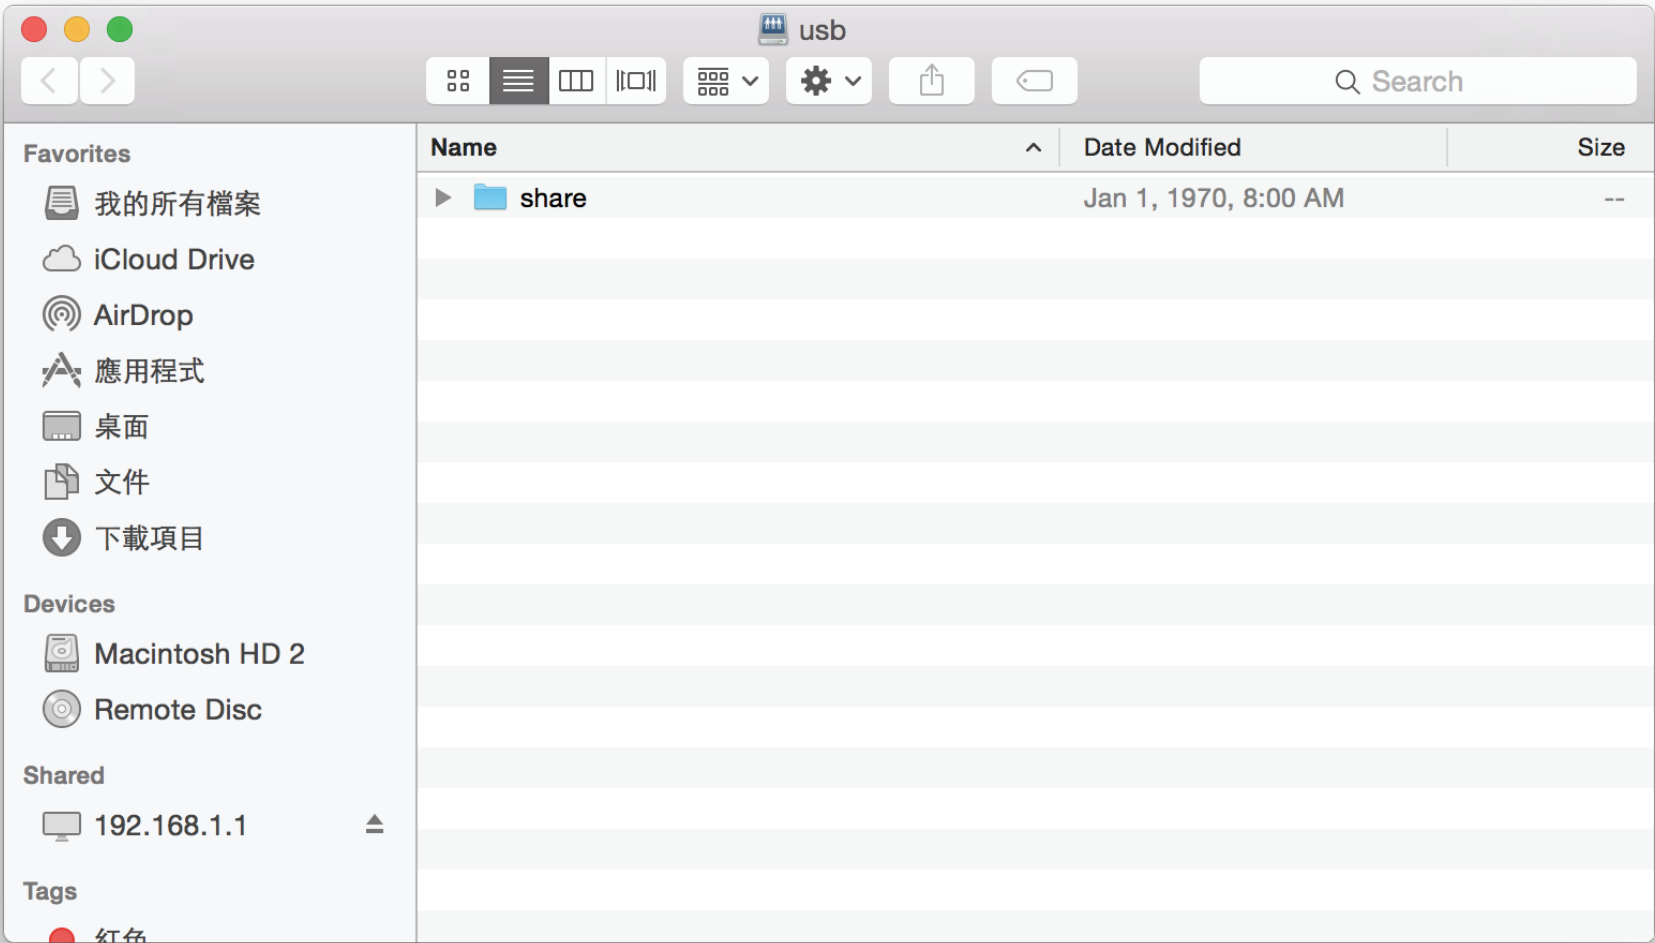 usb
Search
Favorites
我的所有檔案
iCloud Drive
AirDrop
應用程式
桌面
文件
下載項目
Devices
Macintosh HD 2
Remote Disc
Shared
192.168.1.1
Tags
紅色
Name Date Modified Size
share Jan 1, 1970, 8:00 AM --